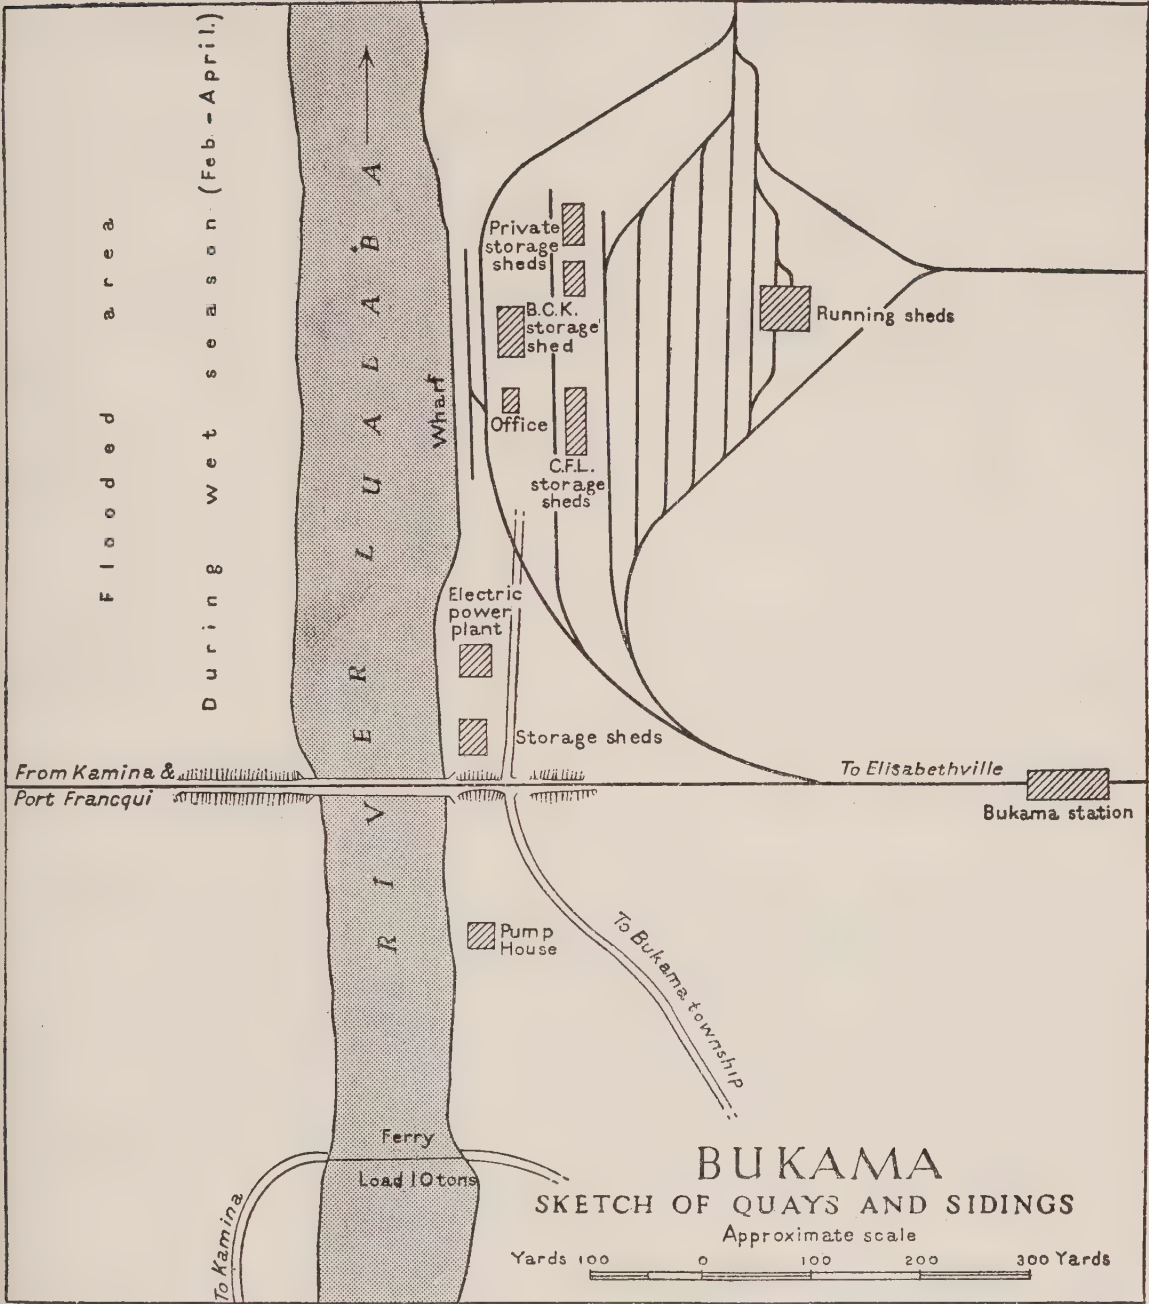 Flooded area
During wet season (Feb.-April.)
RIVER LUALABA
Wharf
Private
storage
sheds
B.C.K.
storage
shed
Office
C.F.L.
storage
sheds
Running sheds
Electric
power
plant
Storage sheds
From Kamina &
Port Francqui
To Elisabethville
Bukama station
Pump
House
To Bukama township
Ferry
Load 10 tons
To Kamina
BUKAMA
SKETCH OF QUAYS AND SIDINGS
Approximate scale
Yards 100 0 100 200 300 Yards